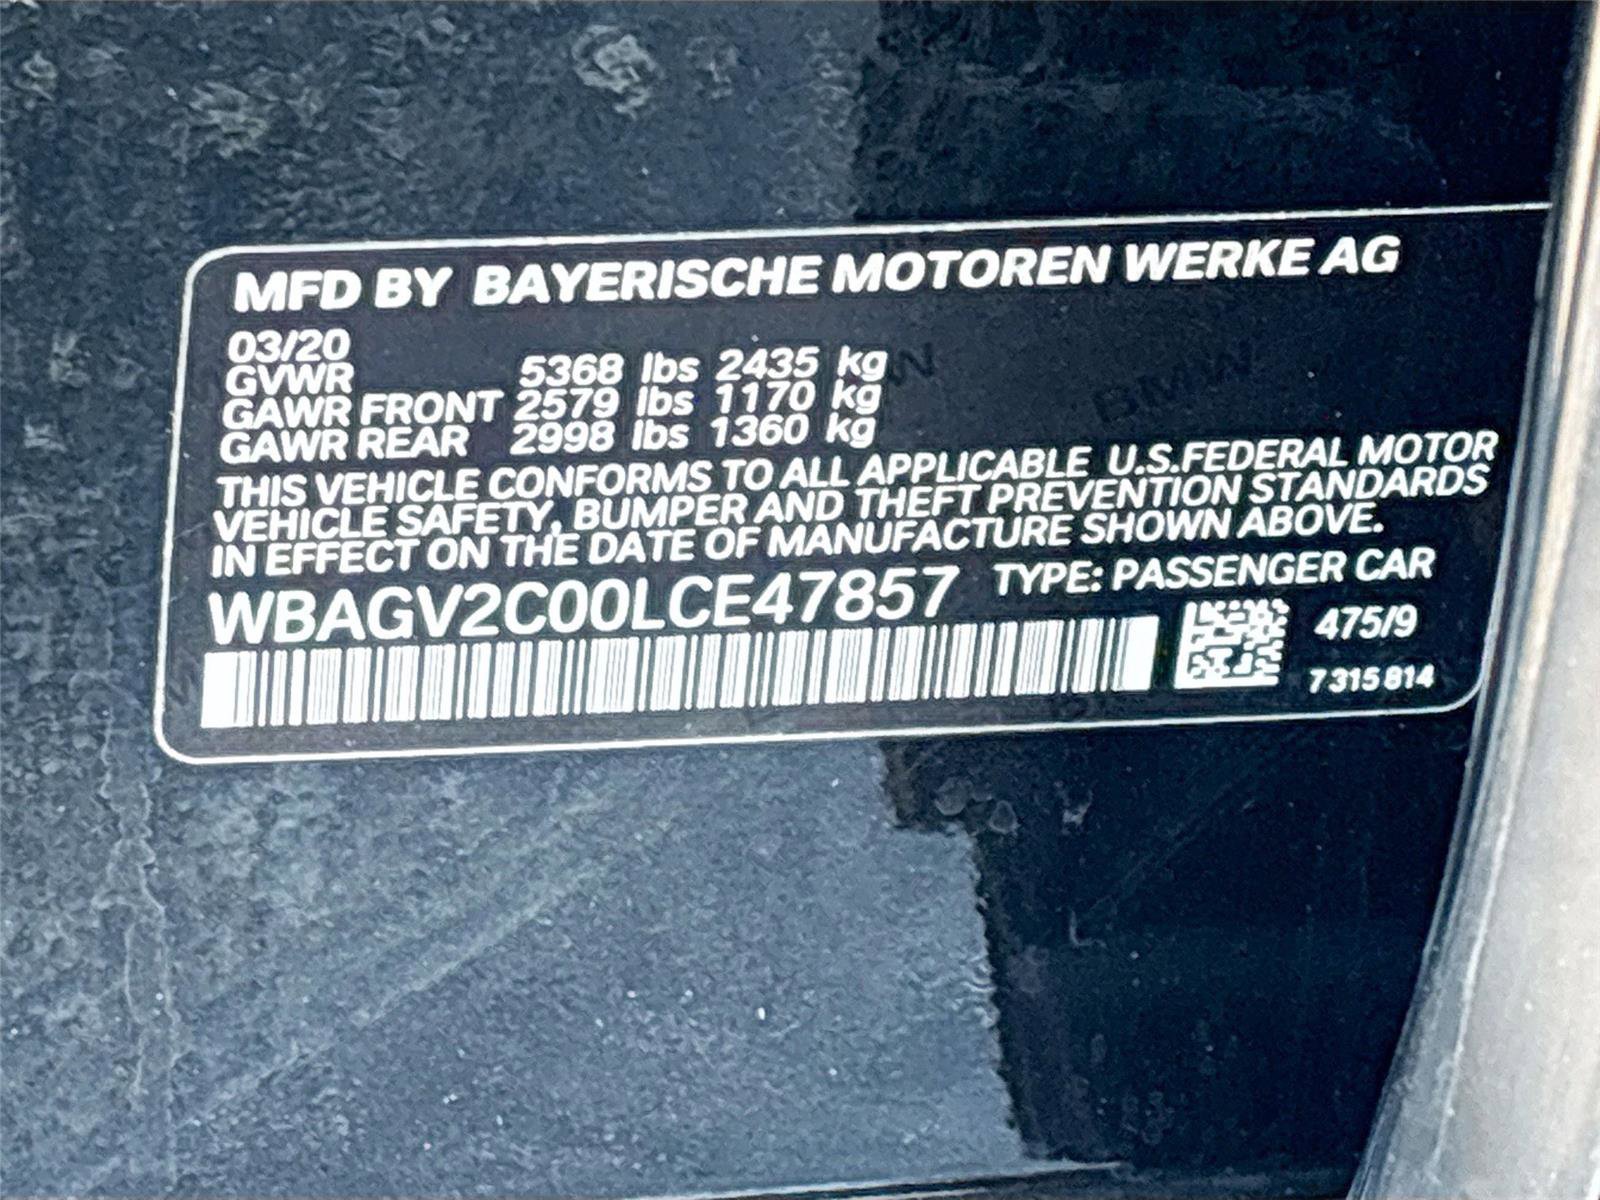 MFD BY BAYERISCHE MOTOREN WERKE AG
03/20
GVWR 5368 lbs 2435 kg
GAWR FRONT 2579 lbs 1170 kg
GAWR REAR 2998 lbs 1360 kg
THIS VEHICLE CONFORMS TO ALL APPLICABLE U.S.FEDERAL MOTOR
VEHICLE SAFETY, BUMPER AND THEFT PREVENTION STANDARDS
IN EFFECT ON THE DATE OF MANUFACTURE SHOWN ABOVE.
WBAGV2C00LCE47857 TYPE: PASSENGER CAR
475/9
7 315 814
BMW